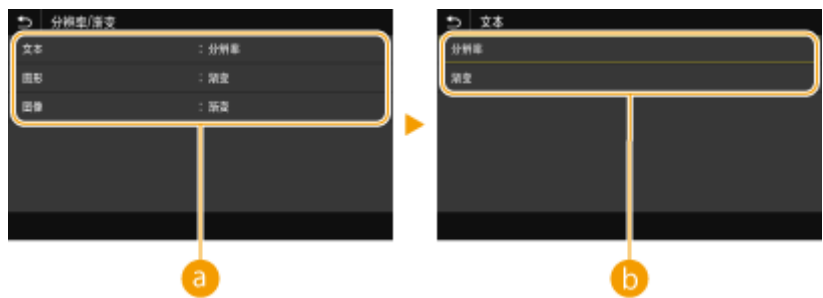 分辨率/渐变
文本 : 分辨率
图形 : 渐变
图像 : 渐变
a
文本
分辨率
渐变
b